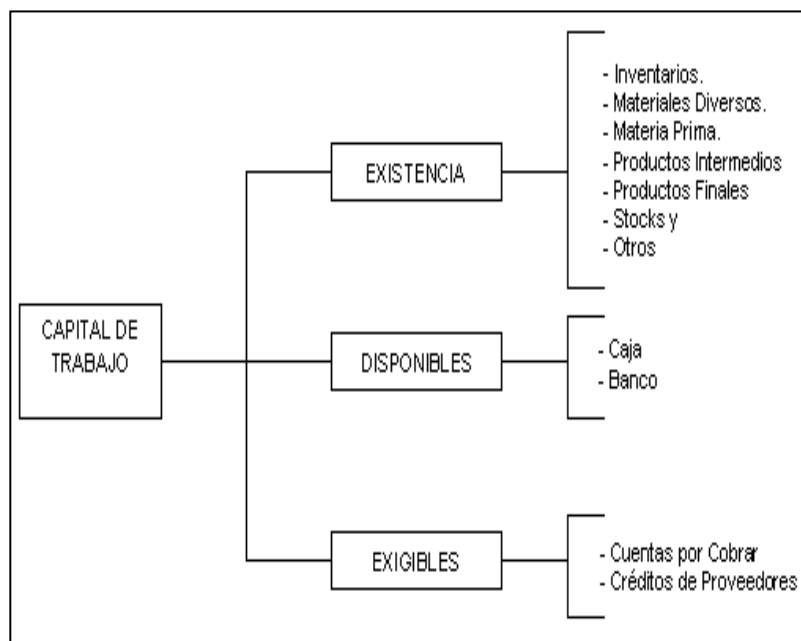 CAPITAL DE
TRABAJO
EXISTENCIA
- Inventarios.
- Materiales Diversos.
- Materia Prima.
- Productos Intermedios
- Productos Finales
- Stocks y
- Otros
DISPONIBLES
- Caja
- Banco
EXIGIBLES
- Cuentas por Cobrar
- Créditos de Proveedores